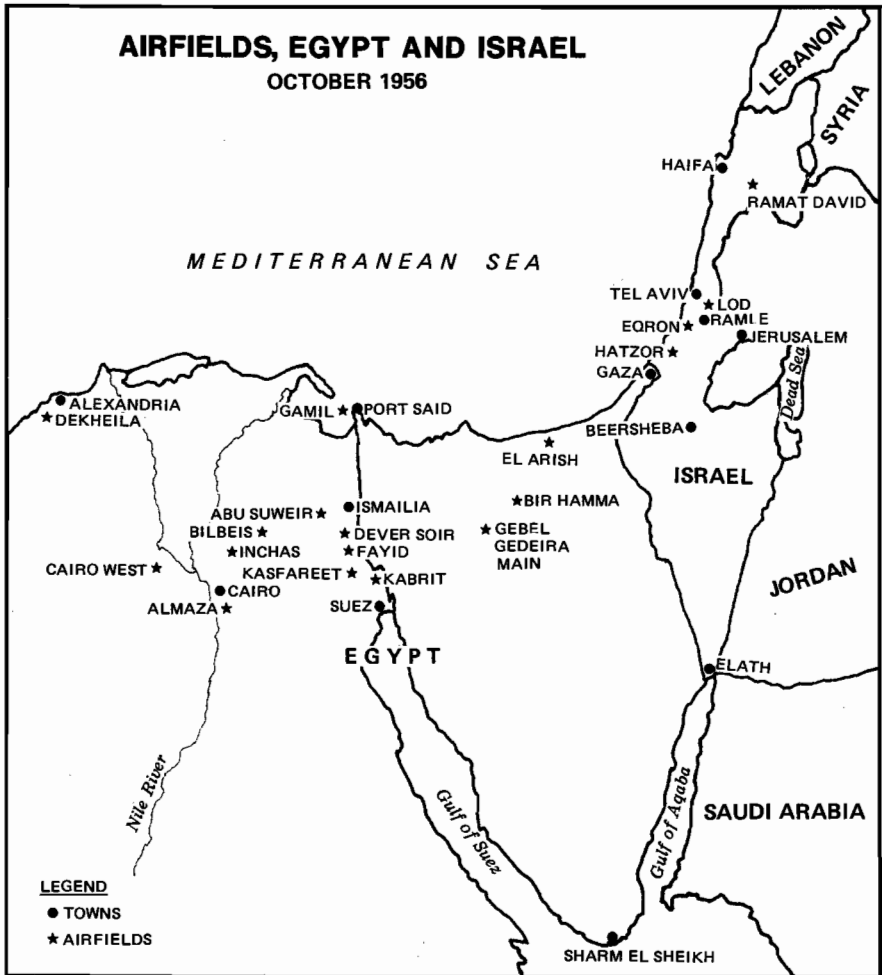 AIRFIELDS, EGYPT AND ISRAEL
OCTOBER 1956
LEBANON
SYRIA
HAIFA
RAMAT DAVID
MEDITERRANEAN SEA
TEL AVIV
LOD
RAMLE
EQRON
JERUSALEM
HATZOR
GAZA
Dead Sea
ALEXANDRIA
DEKHEILA
GAMIL
PORT SAID
BEERSHEBA
EL ARISH
ISRAEL
BIR HAMMA
ISMAILIA
ABU SUWEIR
BILBEIS
DEVER SOIR
GEBEL
GEDEIRA
MAIN
INCHAS
FAYID
CAIRO WEST
KASFAREET
KABRIT
CAIRO
ALMAZA
SUEZ
JORDAN
EGYPT
ELATH
Nile River
Gulf of Suez
Gulf of Aqaba
SAUDI ARABIA
LEGEND
TOWNS
AIRFIELDS
SHARM EL SHEIKH